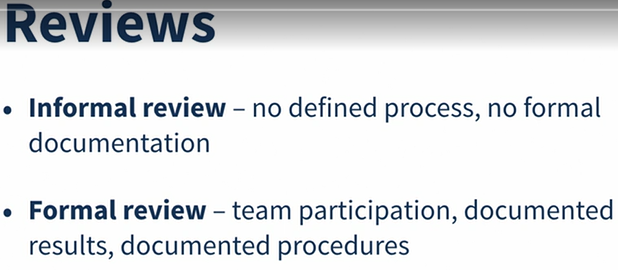 Reviews
• Informal review – no defined process, no formal
documentation
• Formal review – team participation, documented
results, documented procedures